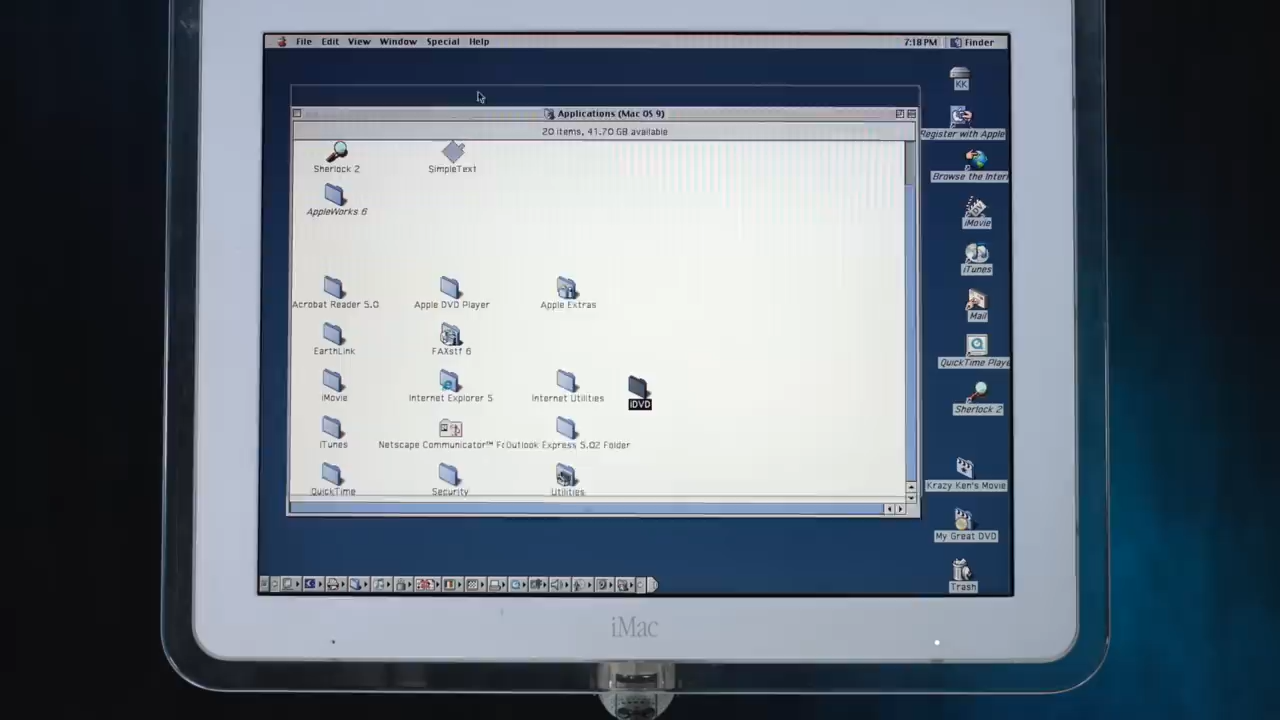 File Edit View Window Special Help 7:18 PM Finder
Applications (Mac OS 9)
20 items, 41.70 GB available
Sherlock 2 SimpleText
AppleWorks 6
Acrobat Reader 5.0 Apple DVD Player Apple Extras
EarthLink FAXstf 6
iMovie Internet Explorer 5 Internet Utilities iDVD
iTunes Netscape Communicator™ Fo Outlook Express 5.02 Folder
QuickTime Security Utilities
KK
Register with Apple
Browse the Intern
iMovie
iTunes
Mail
QuickTime Playe
Sherlock 2
Krazy Ken's Movie
My Great DVD
Trash
iMac